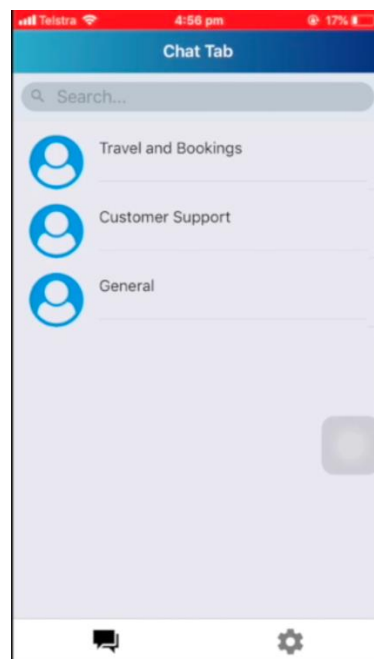 Telstra 4:56 pm 17%
Chat Tab
Search...
Travel and Bookings
Customer Support
General